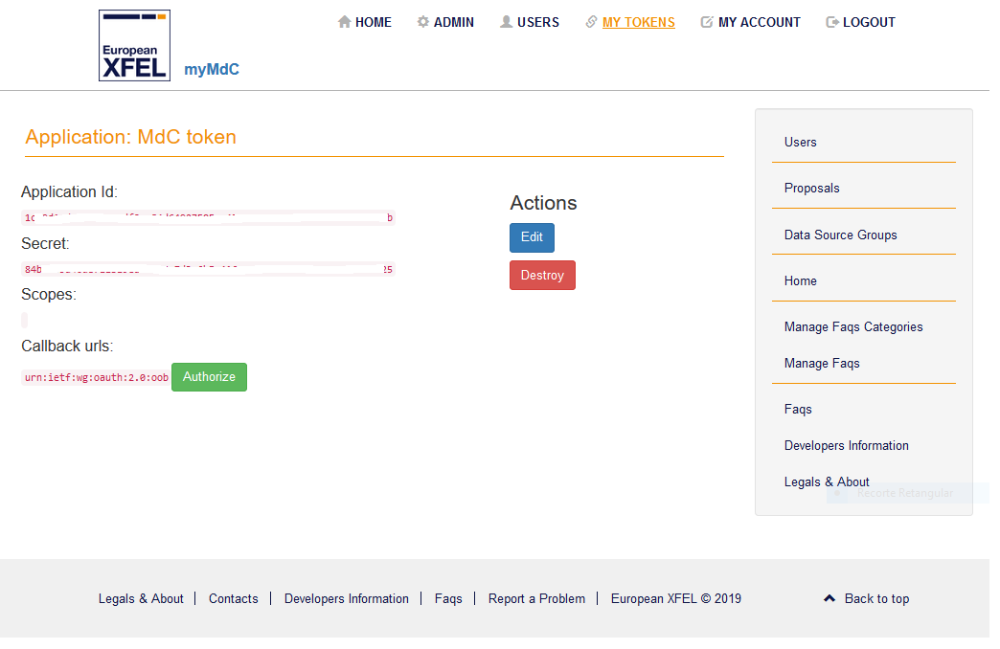 HOME ADMIN USERS MY TOKENS MY ACCOUNT LOGOUT
European
XFEL
myMdC
Application: MdC token
Application Id:
1c
b
Secret:
84b
25
Scopes:
Callback urls:
urn:ietf:wg:oauth:2.0:oob Authorize
Actions
Edit
Destroy
Users
Proposals
Data Source Groups
Home
Manage Faqs Categories
Manage Faqs
Faqs
Developers Information
Legals & About
Recorte Retangular
Legals & About | Contacts | Developers Information | Faqs | Report a Problem | European XFEL © 2019
Back to top